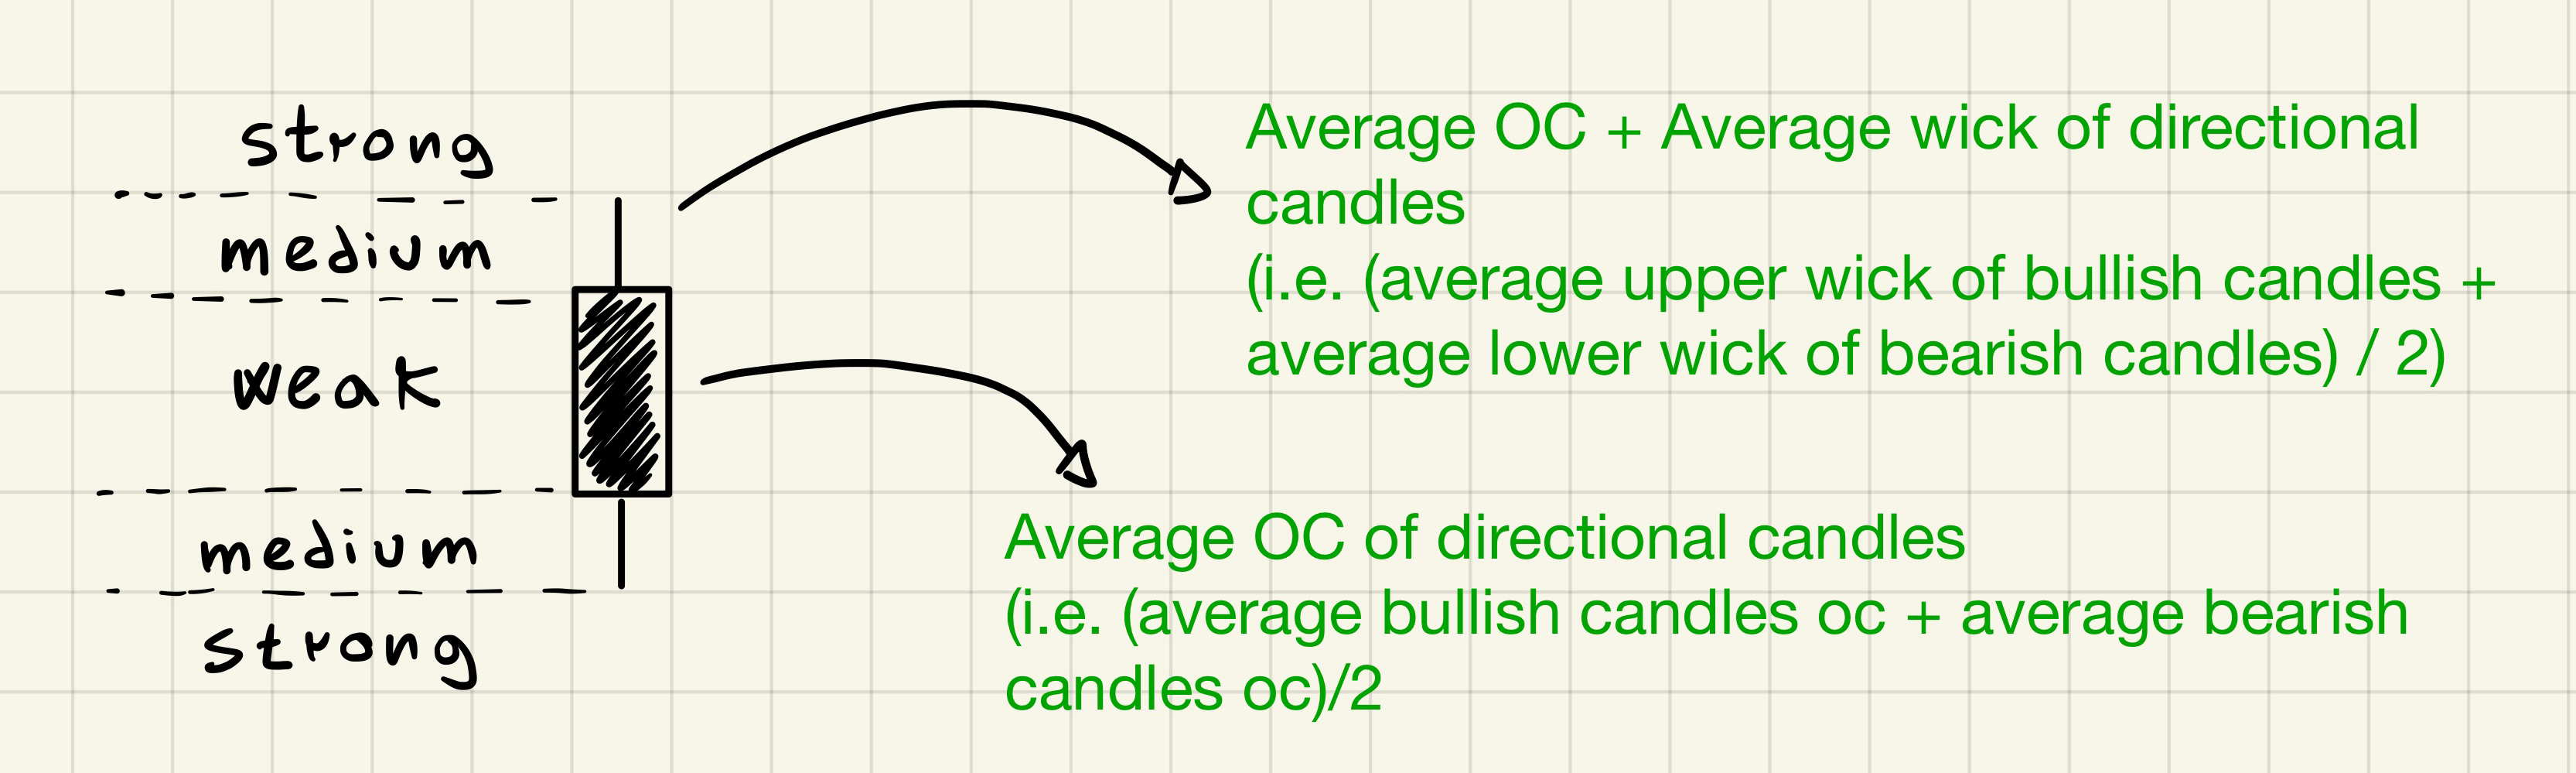 strong
medium
weak
medium
strong
Average OC + Average wick of directional
candles
(i.e. (average upper wick of bullish candles +
average lower wick of bearish candles) / 2)
Average OC of directional candles
(i.e. (average bullish candles oc + average bearish
candles oc)/2